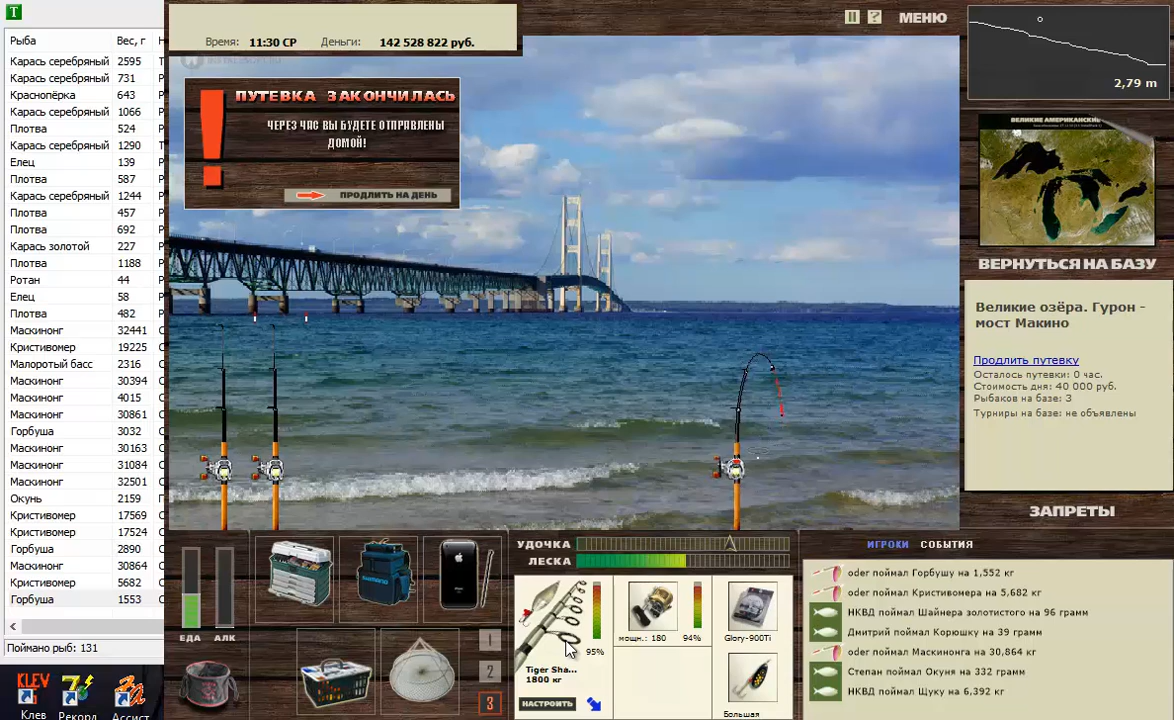 Рыба Вес, г
Карась серебряный 2595
Карась серебряный 731
Краснопёрка 643
Карась серебряный 1066
Плотва 524
Карась серебряный 1290
Елец 139
Плотва 587
Карась серебряный 1244
Плотва 457
Плотва 692
Карась золотой 227
Плотва 1188
Ротан 44
Елец 58
Плотва 482
Маскинонг 32441
Кристивомер 19225
Малоротый басс 2316
Маскинонг 30394
Маскинонг 4015
Маскинонг 30861
Горбуша 3032
Маскинонг 30163
Маскинонг 31084
Маскинонг 32501
Окунь 2159
Кристивомер 17569
Кристивомер 17524
Горбуша 2890
Маскинонг 30864
Кристивомер 5682
Горбуша 1553
Поймано рыб: 131
Клев
Рекорд
Ассист
Время: 11:30 СР Деньги: 142 528 822 руб.
МЕНЮ
ПУТЕВКА ЗАКОНЧИЛАСЬ
ЧЕРЕЗ ЧАС ВЫ БУДЕТЕ ОТПРАВЛЕНЫ
ДОМОЙ!
ПРОДЛИТЬ НА ДЕНЬ
2,79 m
ВЕЛИКИЕ АМЕРИКАНСКИЕ
ВЕРНУТЬСЯ НА БАЗУ
Великие озёра. Гурон -
мост Макино
Продлить путевку
Осталось путевки: 0 час.
Стоимость дня: 40 000 руб.
Рыбаков на базе: 3
Турниры на базе: не объявлены
ЗАПРЕТЫ
ЕДА АЛК
1
2
3
УДОЧКА
ЛЕСКА
95%
Tiger Sha...
1800 кг
НАСТРОИТЬ
мощн.: 180 94%
Glory-900Ti
Большая
ИГРОКИ СОБЫТИЯ
oder поймал Горбушу на 1,552 кг
oder поймал Кристивомера на 5,682 кг
НКВД поймал Шайнера золотистого на 96 грамм
Дмитрий поймал Корюшку на 39 грамм
oder поймал Маскинонга на 30,864 кг
Степан поймал Окуня на 332 грамм
НКВД поймал Щуку на 6,392 кг